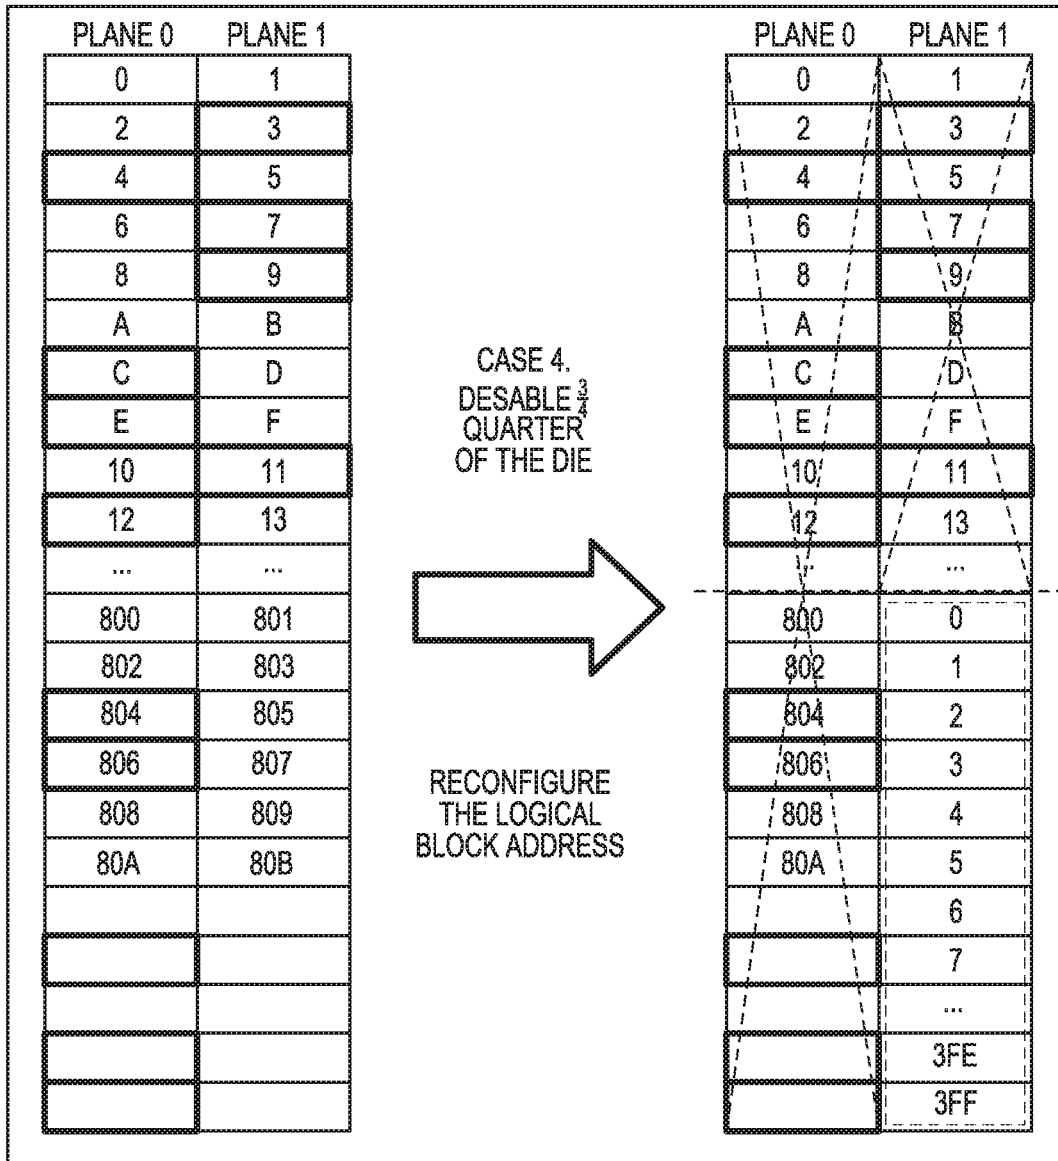 PLANE 0 PLANE 1 PLANE 0 PLANE 1
0 1 0 1
2 3 2 3
4 5 4 5
6 7 6 7
8 9 8 9
A B A B
C D C D
E F E F
10 11 10 11
12 13 12 13
... ... ... ...
CASE 4.
DESABLE 3/4
QUARTER
OF THE DIE
800 801 800 0
802 803 802 1
804 805 804 2
806 807 806 3
808 809 808 4
80A 80B 80A 5
6
7
...
3FE
3FF
RECONFIGURE
THE LOGICAL
BLOCK ADDRESS